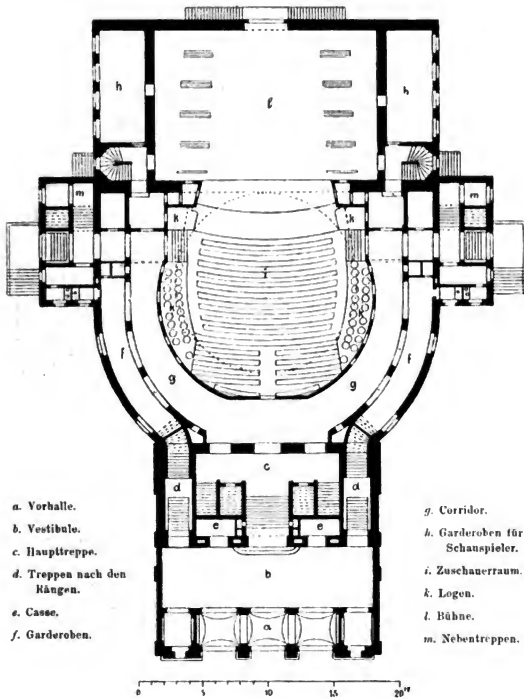 h
l
h
m
m
k
k
i
k
k
f
g
g
f
c
d
d
e
e
b
a
a. Vorhalle.
b. Vestibule.
c. Haupttreppe.
d. Treppen nach den
Rängen.
e. Casse.
f. Garderoben.
g. Corridor.
h. Garderoben für
Schauspieler.
i. Zuschauerraum.
k. Logen.
l. Bühne.
m. Nebentreppen.
0 5 10 15 20 m